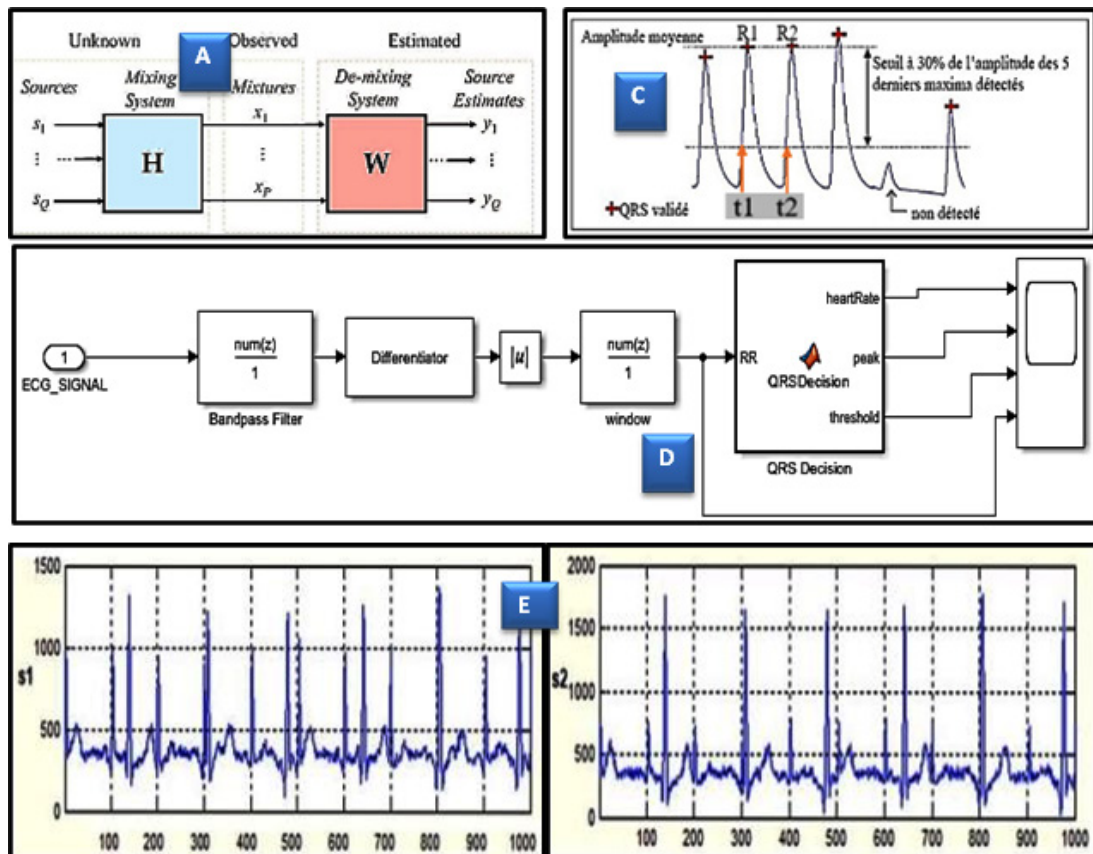 Unknown
A
Observed
Estimated
Sources
Mixing
System
Mixtures
De-mixing
System
Source
Estimates
s1
x1
y1
H
W
sQ
xP
yQ
Amplitude moyenne
R1
R2
C
Seuil à 30% de l'amplitude des 5
derniers maxima détectés
QRS validé
t1
t2
non détecté
1
ECG_SIGNAL
num(z)
1
Bandpass Filter
Differentiator
|u|
num(z)
1
window
RR
QRSDecision
heartRate
peak
threshold
QRS Decision
D
1500
1000
500
0
s1
100 200 300 400 500 600 700 800 900 1000
E
2000
1500
1000
500
0
s2
100 200 300 400 500 600 700 800 900 1000